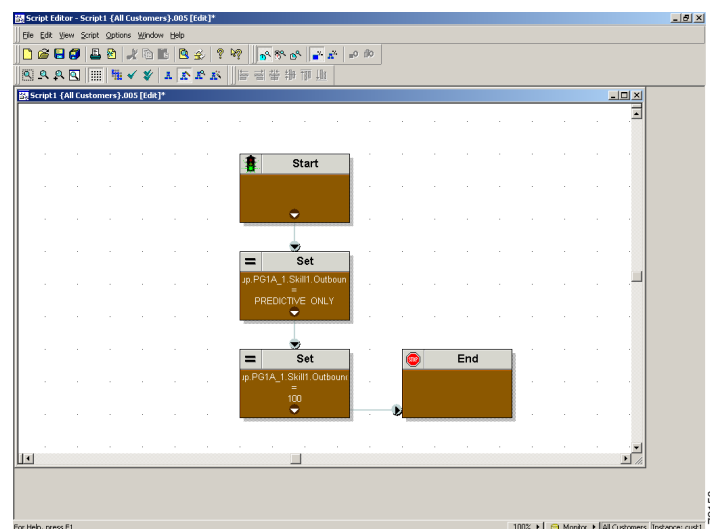 Script Editor - Script1 {All Customers}.005 [Edit]*
File Edit View Script Options Window Help
Script1 {All Customers}.005 [Edit]*
Start
Set
up.PG1A_1.Skill1.Outboun
=
PREDICTIVE ONLY
Set
up.PG1A_1.Skill1.Outboun
=
100
STOP
End
For Help, press F1
100% Monitor All Customers Instance: cust1